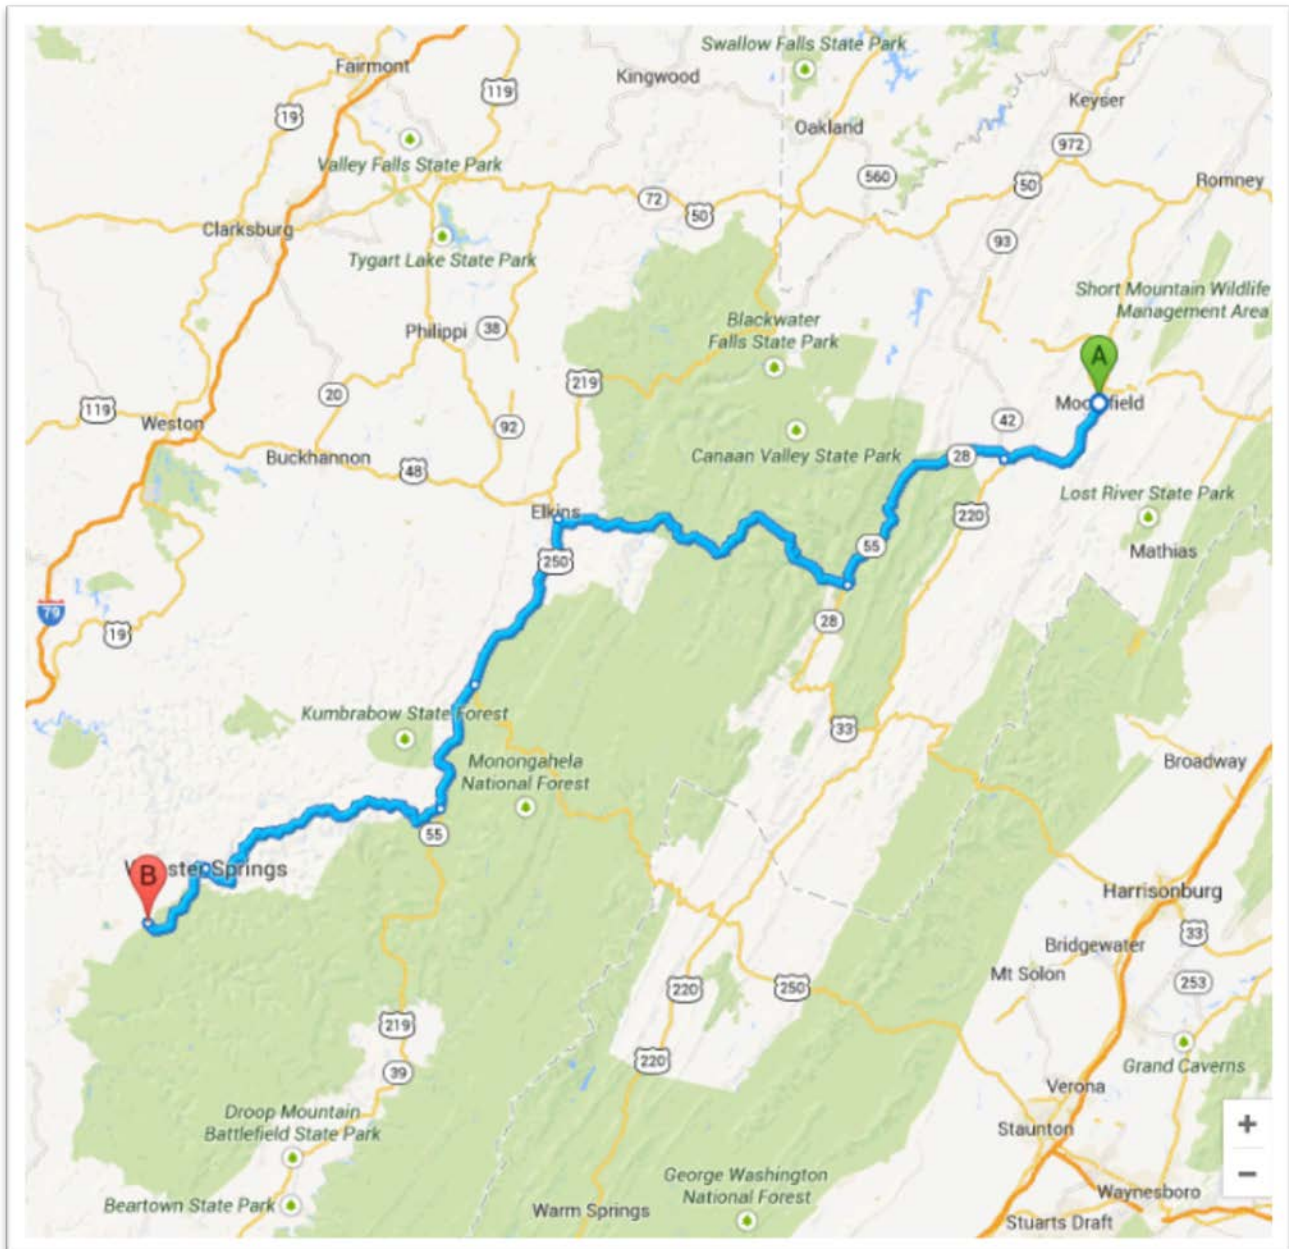 Swallow Falls State Park
Fairmont
Kingwood
119
Keyser
19
Oakland
972
Valley Falls State Park
560
50
Romney
72
50
Clarksburg
93
Tygart Lake State Park
Short Mountain Wildlife
Management Area
Blackwater
Falls State Park
Philippi
38
A
219
20
119
Weston
92
42
Buckhannon
48
Canaan Valley State Park
28
Lost River State Park
Elkins
220
55
Mathias
250
79
19
28
Kumbrabow State Forest
33
Monongahela
National Forest
Broadway
55
B
Springs
Harrisonburg
33
Bridgewater
Mt Solon
220
250
253
219
220
39
Grand Caverns
Verona
Droop Mountain
Battlefield State Park
+
Staunton
George Washington
National Forest
−
Waynesboro
Beartown State Park
Warm Springs
Stuarts Draft